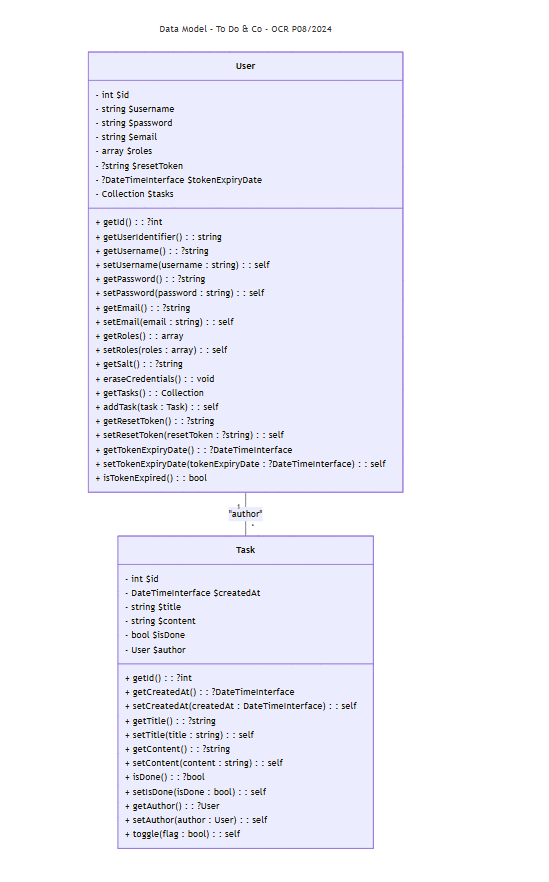 Data Model - To Do & Co - OCR P08/2024
User
- int $id
- string $username
- string $password
- string $email
- array $roles
- ?string $resetToken
- ?DateTimeInterface $tokenExpiryDate
- Collection $tasks
+ getId() : : ?int
+ getUserIdentifier() : : string
+ getUsername() : : ?string
+ setUsername(username : string) : : self
+ getPassword() : : ?string
+ setPassword(password : string) : : self
+ getEmail() : : ?string
+ setEmail(email : string) : : self
+ getRoles() : : array
+ setRoles(roles : array) : : self
+ getSalt() : : ?string
+ eraseCredentials() : : void
+ getTasks() : : Collection
+ addTask(task : Task) : : self
+ getResetToken() : : ?string
+ setResetToken(resetToken : ?string) : : self
+ getTokenExpiryDate() : : ?DateTimeInterface
+ setTokenExpiryDate(tokenExpiryDate : ?DateTimeInterface) : : self
+ isTokenExpired() : : bool
"author"
Task
- int $id
- DateTimeInterface $createdAt
- string $title
- string $content
- bool $isDone
- User $author
+ getId() : : ?int
+ getCreatedAt() : : ?DateTimeInterface
+ setCreatedAt(createdAt : DateTimeInterface) : : self
+ getTitle() : : ?string
+ setTitle(title : string) : : self
+ getContent() : : ?string
+ setContent(content : string) : : self
+ isDone() : : ?bool
+ setIsDone(isDone : bool) : : self
+ getAuthor() : : ?User
+ setAuthor(author : User) : : self
+ toggle(flag : bool) : : self